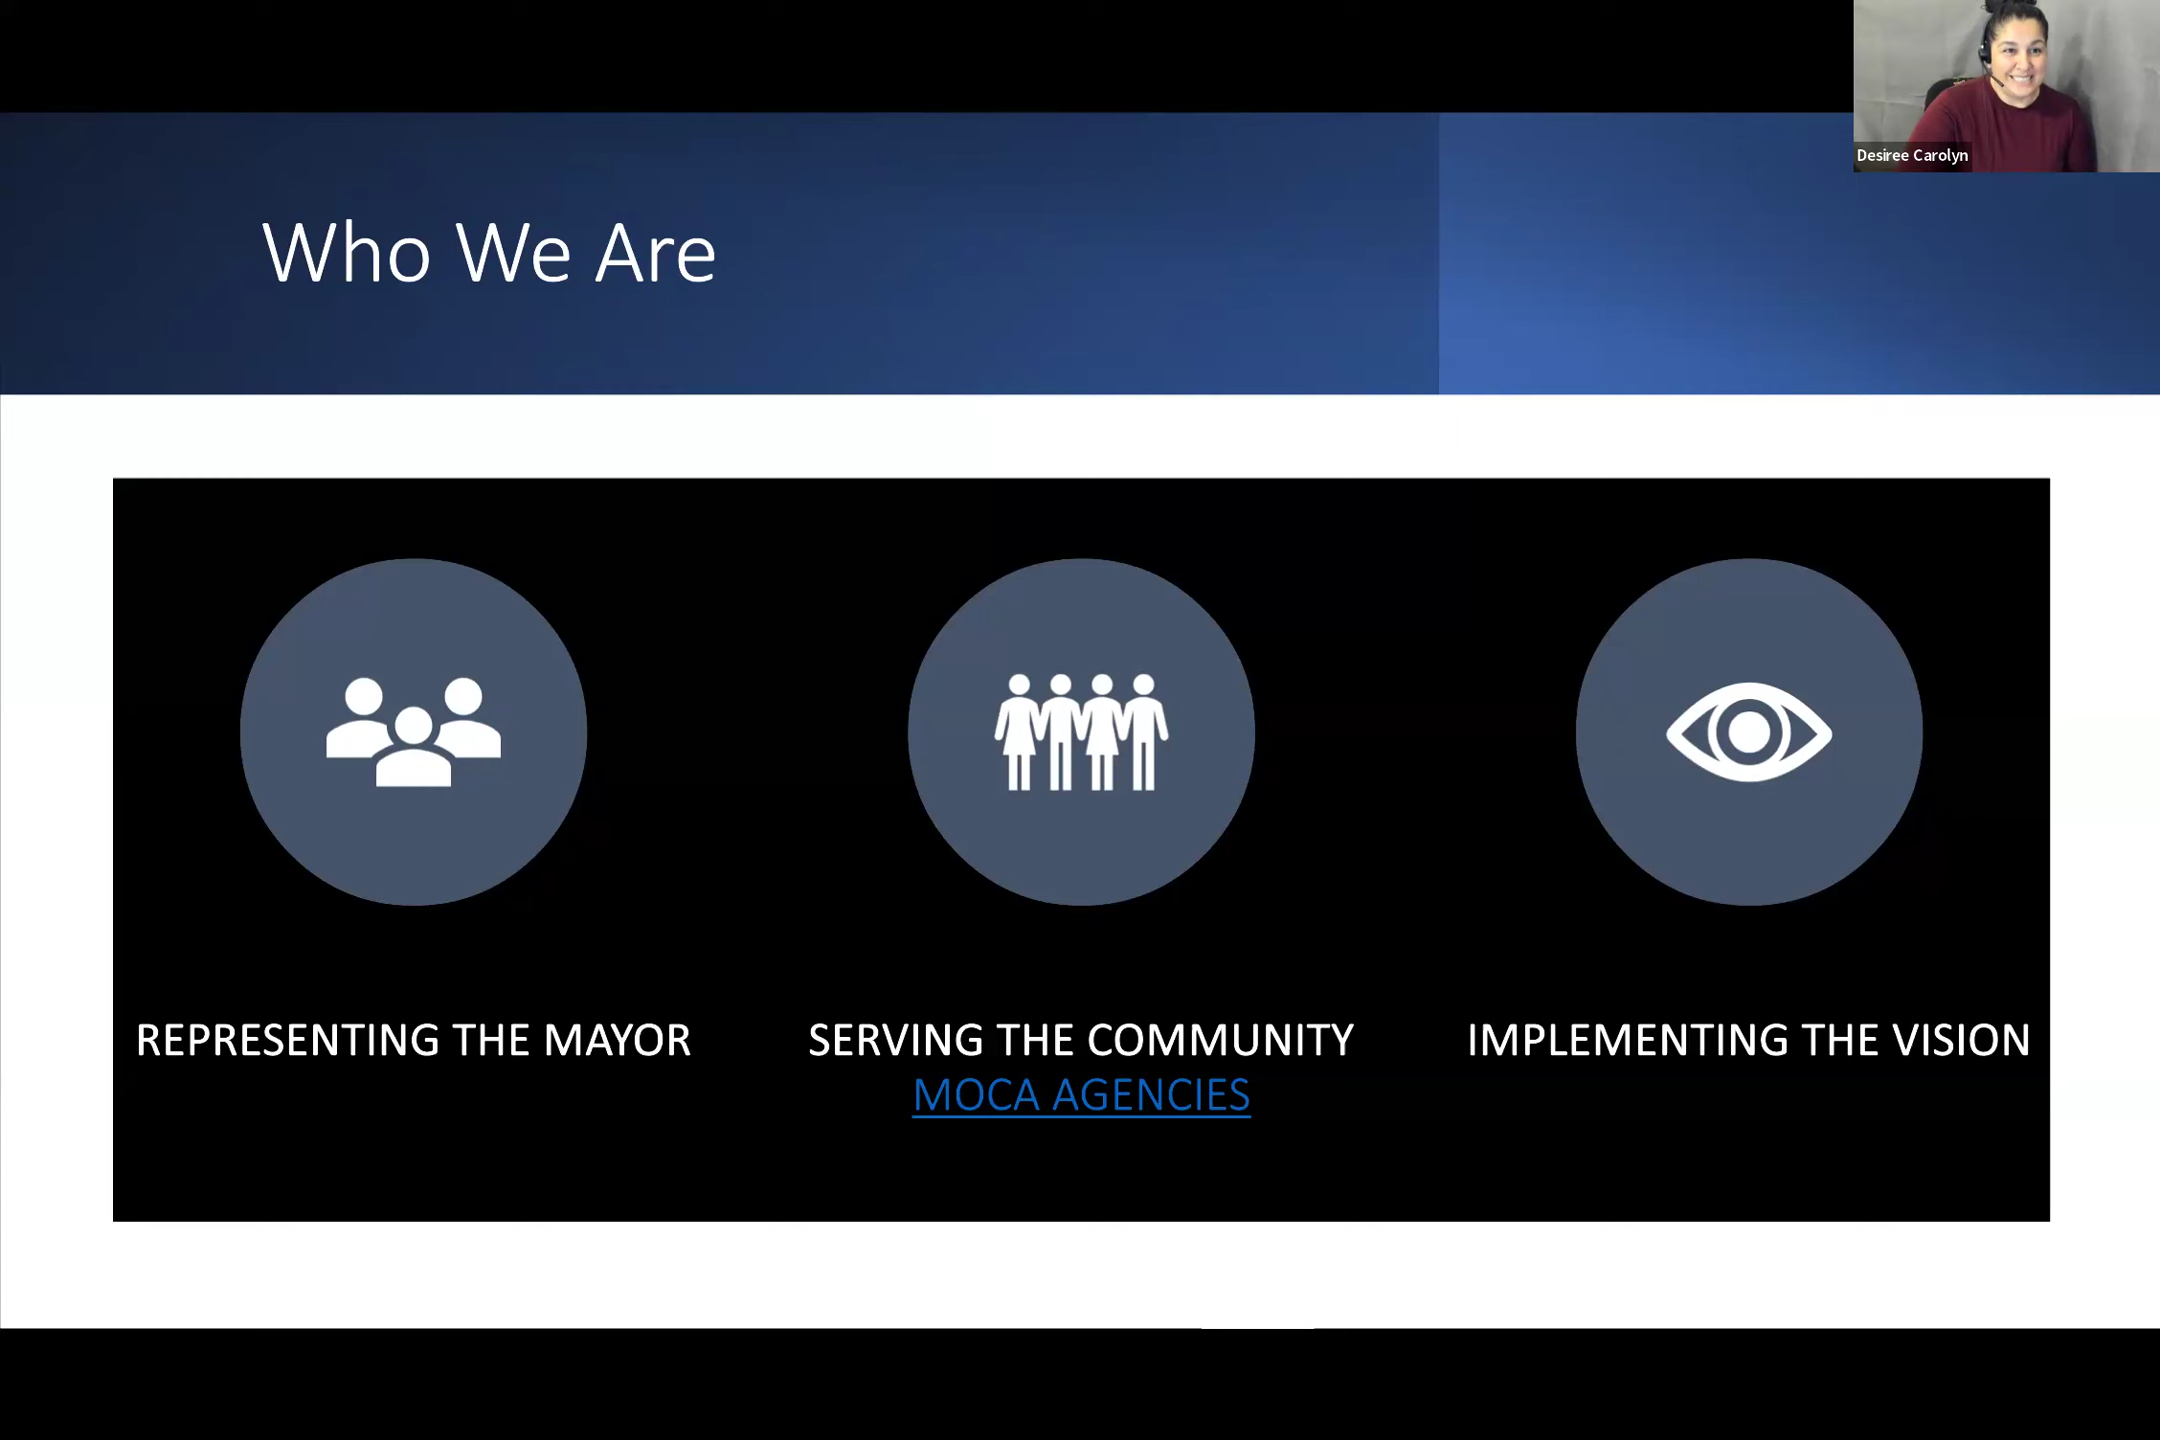 Desiree Carolyn
Who We Are
REPRESENTING THE MAYOR
SERVING THE COMMUNITY
MOCA AGENCIES
IMPLEMENTING THE VISION